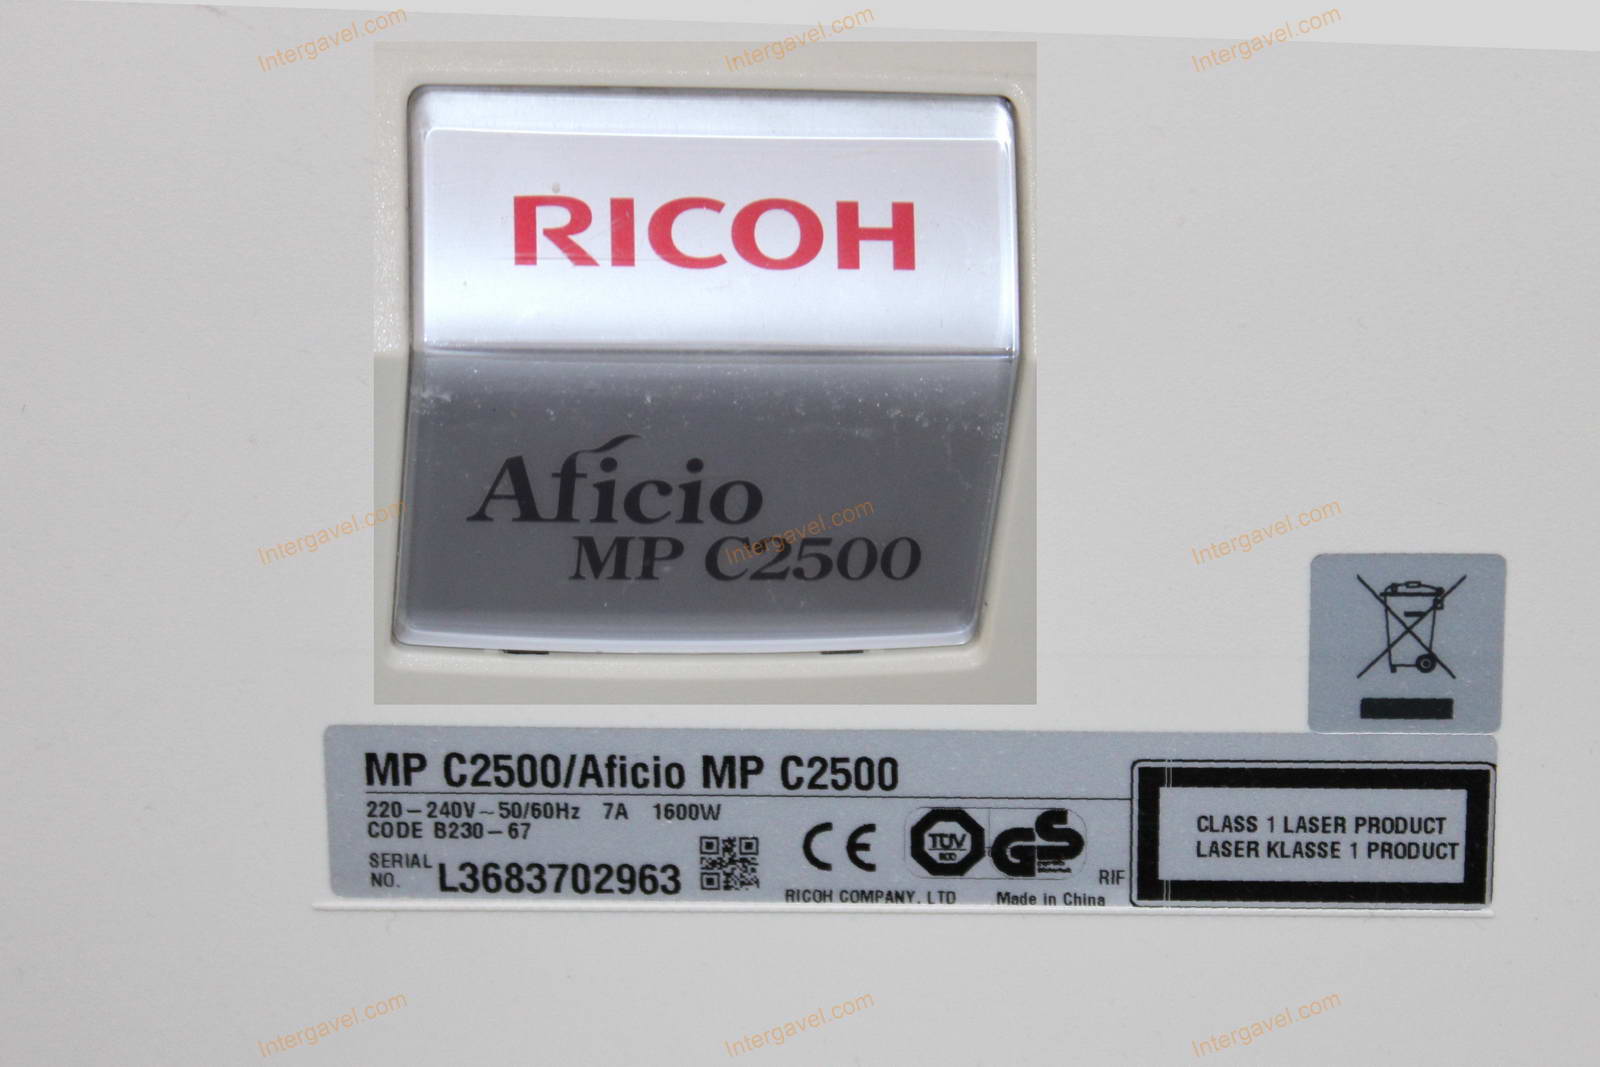 Intergavel.com Intergavel.com Intergavel.com
RICOH
Aficio
MP C2500
Intergavel.com Intergavel.com Intergavel.com
MP C2500/Aficio MP C2500
220-240V~50/60Hz 7A 1600W
CODE B230-67
SERIAL
NO. L3683702963
CE
TÜV
GS
RICOH COMPANY, LTD Made in China
RIF
CLASS 1 LASER PRODUCT
LASER KLASSE 1 PRODUCT
Intergavel.com Intergavel.com Intergavel.com